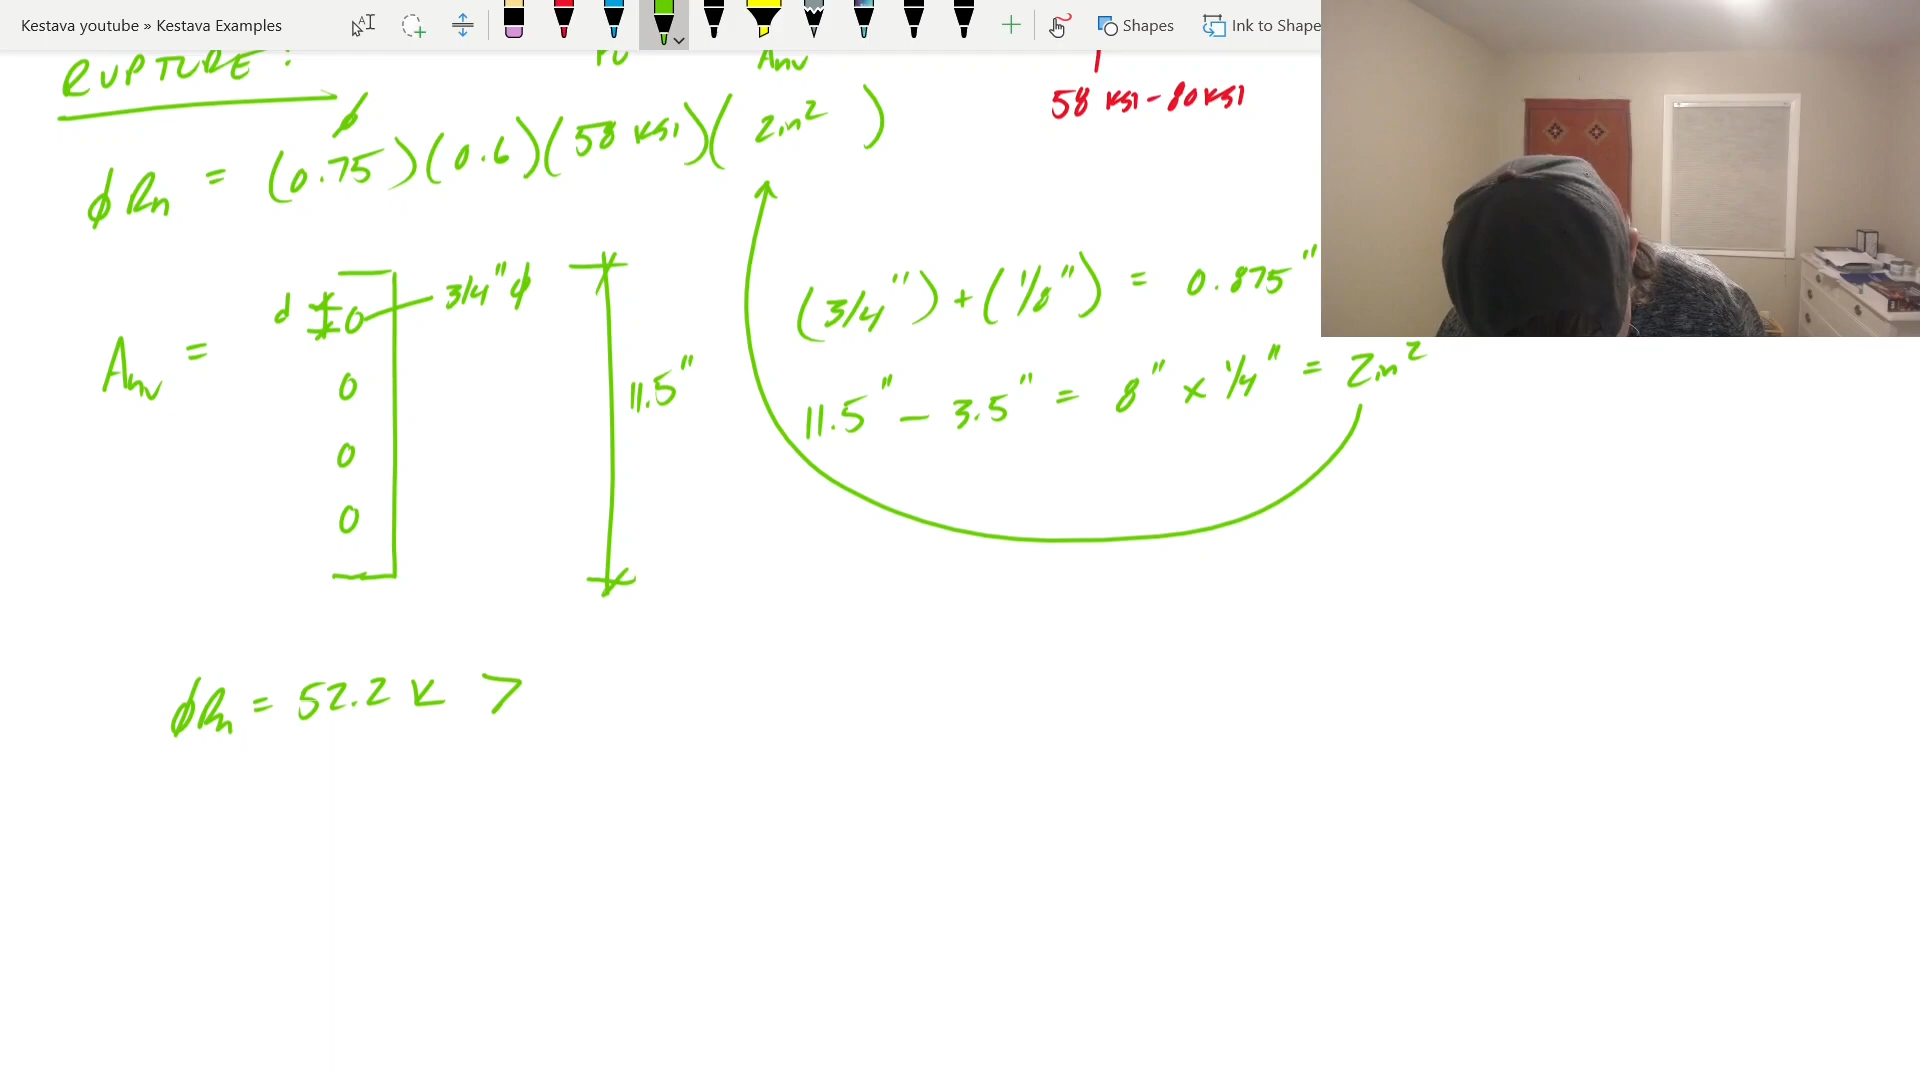 Kestava youtube » Kestava Examples
Shapes
Ink to Shape
RUPTURE:
Anv
58 KSI - 80 KSI
ϕ
ϕRn = (0.75)(0.6)(58 KSI)(2in²)
Anv =
d
3/4"ϕ
11.5"
(3/4") + (1/8") = 0.875"
11.5" - 3.5" = 8" x 1/4" = 2in²
ϕRn = 52.2 K >